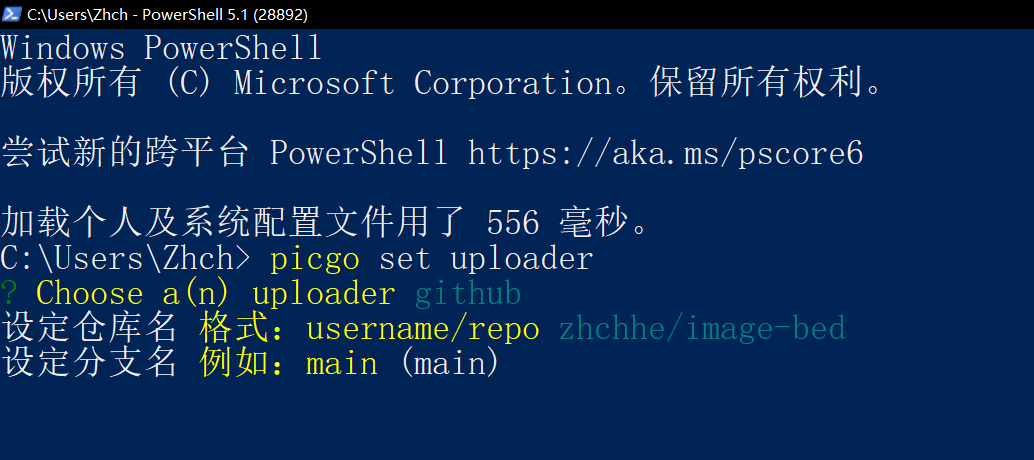 C:\Users\Zhch - PowerShell 5.1 (28892)
Windows PowerShell
版权所有 (C) Microsoft Corporation。保留所有权利。
尝试新的跨平台 PowerShell https://aka.ms/pscore6
加载个人及系统配置文件用了 556 毫秒。
C:\Users\Zhch> picgo set uploader
? Choose a(n) uploader github
设定仓库名 格式：username/repo zhchhe/image-bed
设定分支名 例如：main (main)